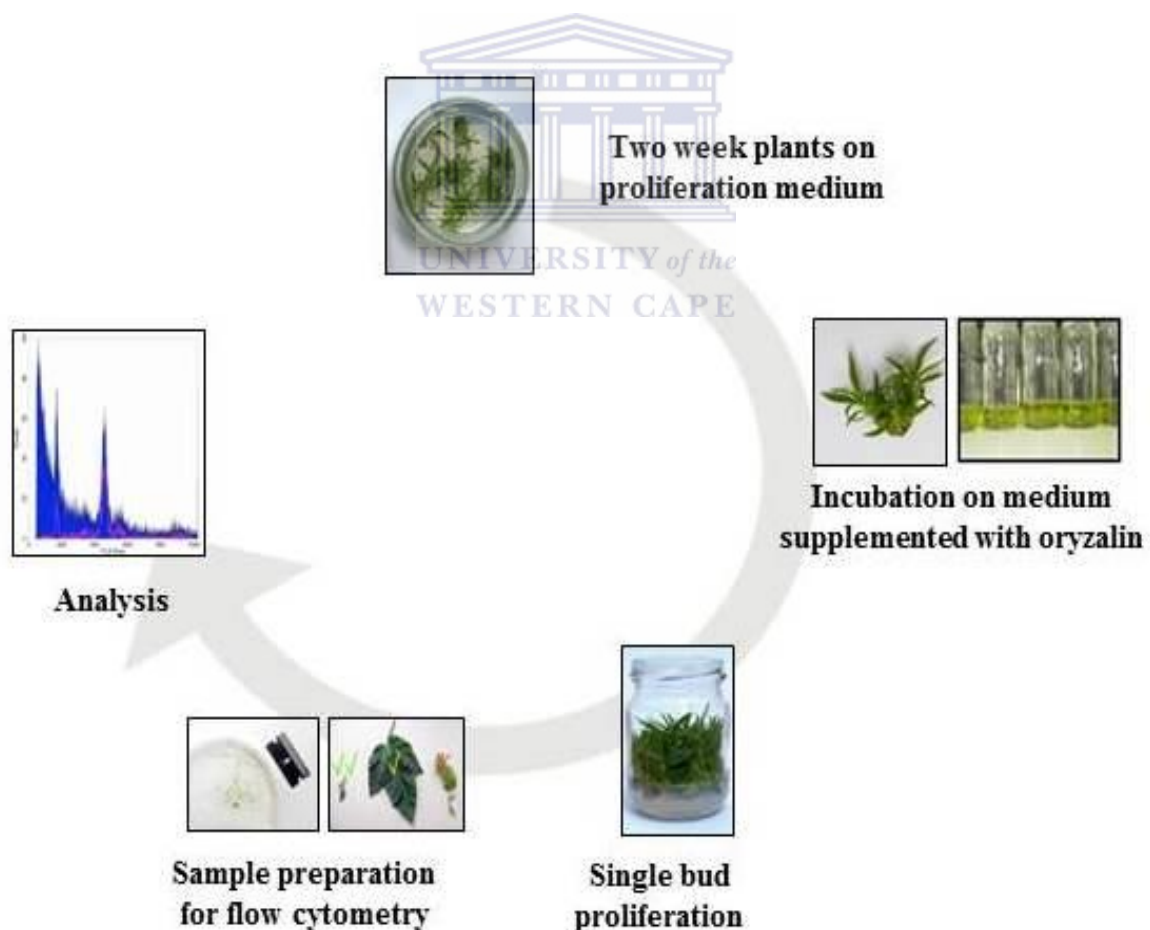 Two week plants on
proliferation medium
UNIVERSITY of the
WESTERN CAPE
Incubation on medium
supplemented with oryzalin
Analysis
Single bud
proliferation
Sample preparation
for flow cytometry